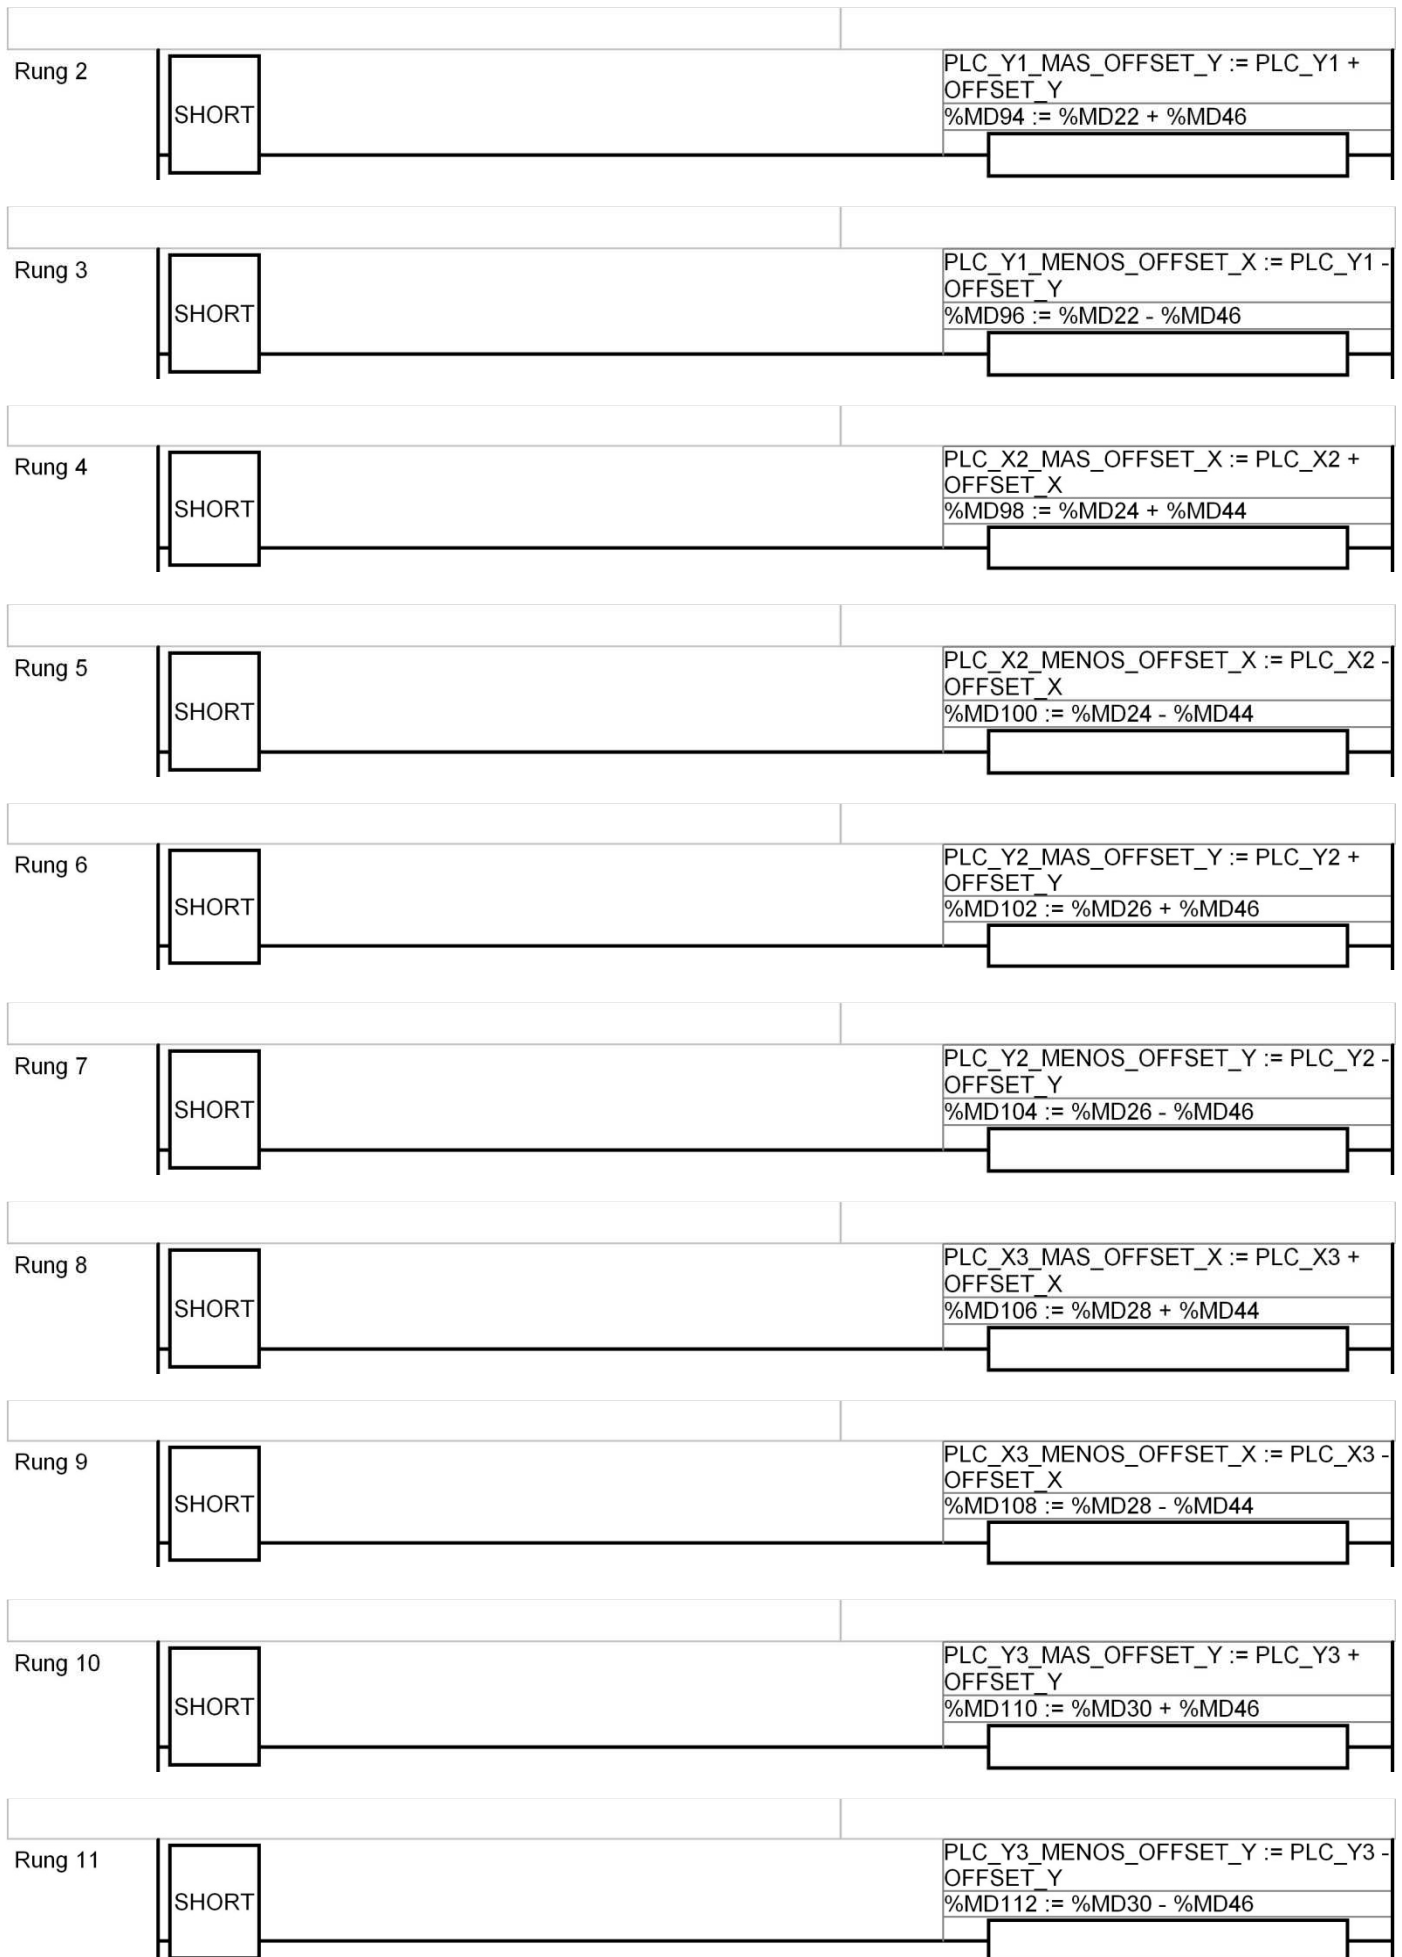 Rung 2
SHORT
PLC_Y1_MAS_OFFSET_Y := PLC_Y1 +
OFFSET_Y
%MD94 := %MD22 + %MD46
Rung 3
SHORT
PLC_Y1_MENOS_OFFSET_X := PLC_Y1 -
OFFSET_Y
%MD96 := %MD22 - %MD46
Rung 4
SHORT
PLC_X2_MAS_OFFSET_X := PLC_X2 +
OFFSET_X
%MD98 := %MD24 + %MD44
Rung 5
SHORT
PLC_X2_MENOS_OFFSET_X := PLC_X2 -
OFFSET_X
%MD100 := %MD24 - %MD44
Rung 6
SHORT
PLC_Y2_MAS_OFFSET_Y := PLC_Y2 +
OFFSET_Y
%MD102 := %MD26 + %MD46
Rung 7
SHORT
PLC_Y2_MENOS_OFFSET_Y := PLC_Y2 -
OFFSET_Y
%MD104 := %MD26 - %MD46
Rung 8
SHORT
PLC_X3_MAS_OFFSET_X := PLC_X3 +
OFFSET_X
%MD106 := %MD28 + %MD44
Rung 9
SHORT
PLC_X3_MENOS_OFFSET_X := PLC_X3 -
OFFSET_X
%MD108 := %MD28 - %MD44
Rung 10
SHORT
PLC_Y3_MAS_OFFSET_Y := PLC_Y3 +
OFFSET_Y
%MD110 := %MD30 + %MD46
Rung 11
SHORT
PLC_Y3_MENOS_OFFSET_Y := PLC_Y3 -
OFFSET_Y
%MD112 := %MD30 - %MD46